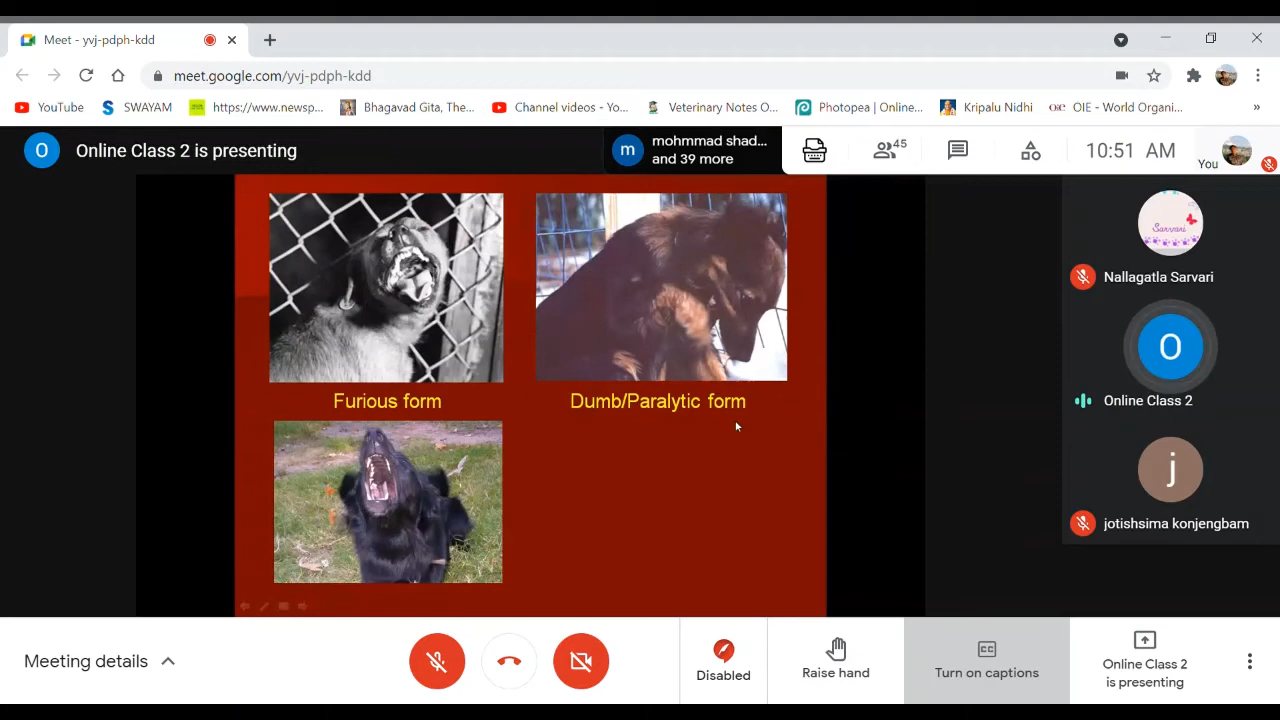 Meet - yvj-pdph-kdd
meet.google.com/yvj-pdph-kdd
YouTube
SWAYAM
https://www.newsp...
Bhagavad Gita, The...
Channel videos - Yo...
Veterinary Notes O...
Photopea | Online...
Kripalu Nidhi
OIE OIE - World Organi...
»
O Online Class 2 is presenting
m mohmmad shad...
and 39 more
45
10:51 AM
You
Sarvari
Nallagatla Sarvari
O
Online Class 2
j
jotishsima konjengbam
Furious form
Dumb/Paralytic form
Meeting details
Disabled
Raise hand
CC
Turn on captions
Online Class 2
is presenting